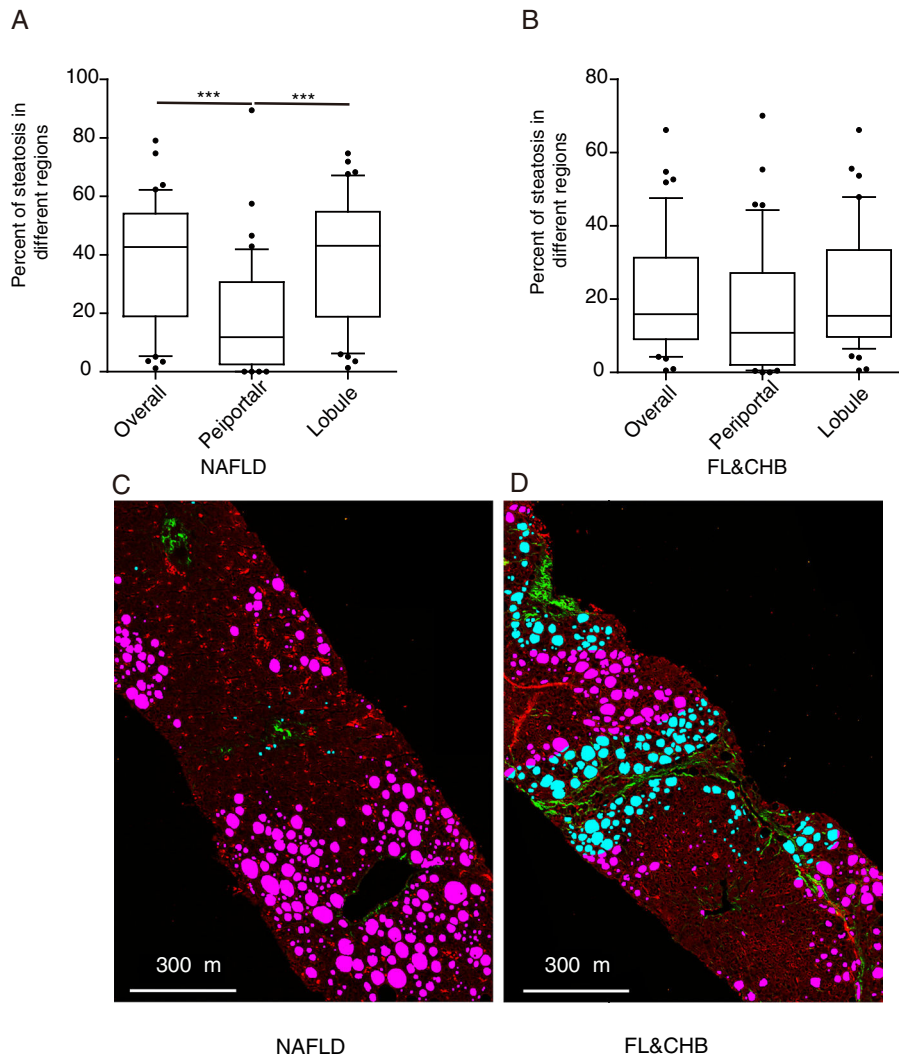 A
Percent of steatosis in
different regions
100
80
60
40
20
0
***
***
Overall
Peiportalr
Lobule
NAFLD
B
Percent of steatosis in
different regions
80
60
40
20
0
Overall
Periportal
Lobule
FL&CHB
C
300 m
NAFLD
D
300 m
FL&CHB